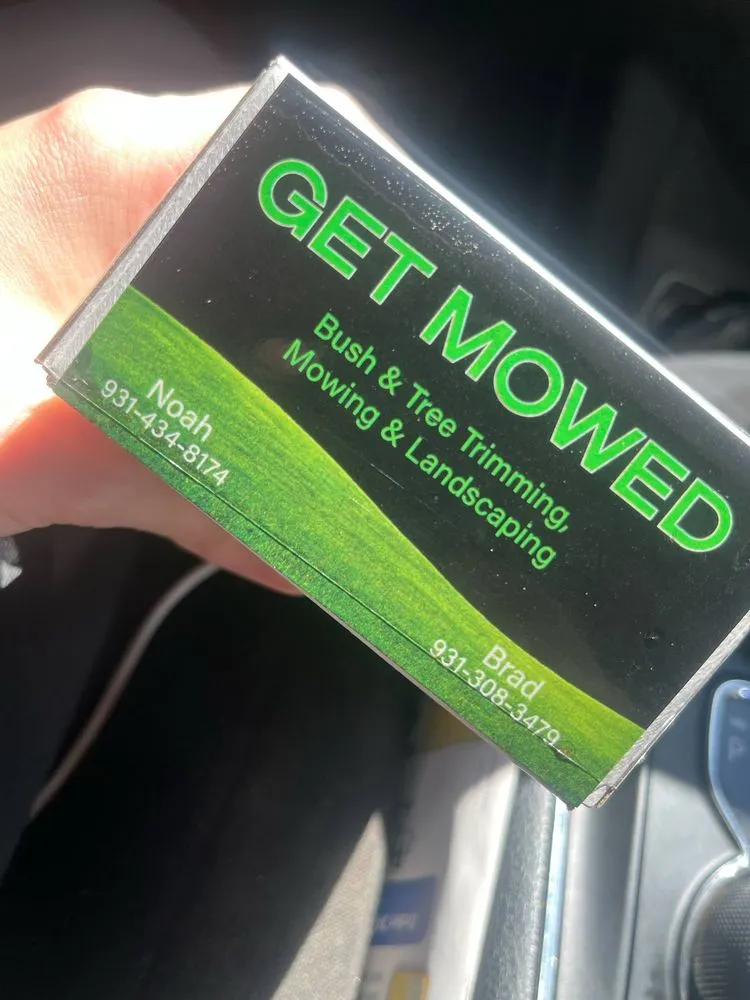 GET MOWED
Bush & Tree Trimming,
Mowing & Landscaping
Noah
931-434-8174
Brad
931-308-3479